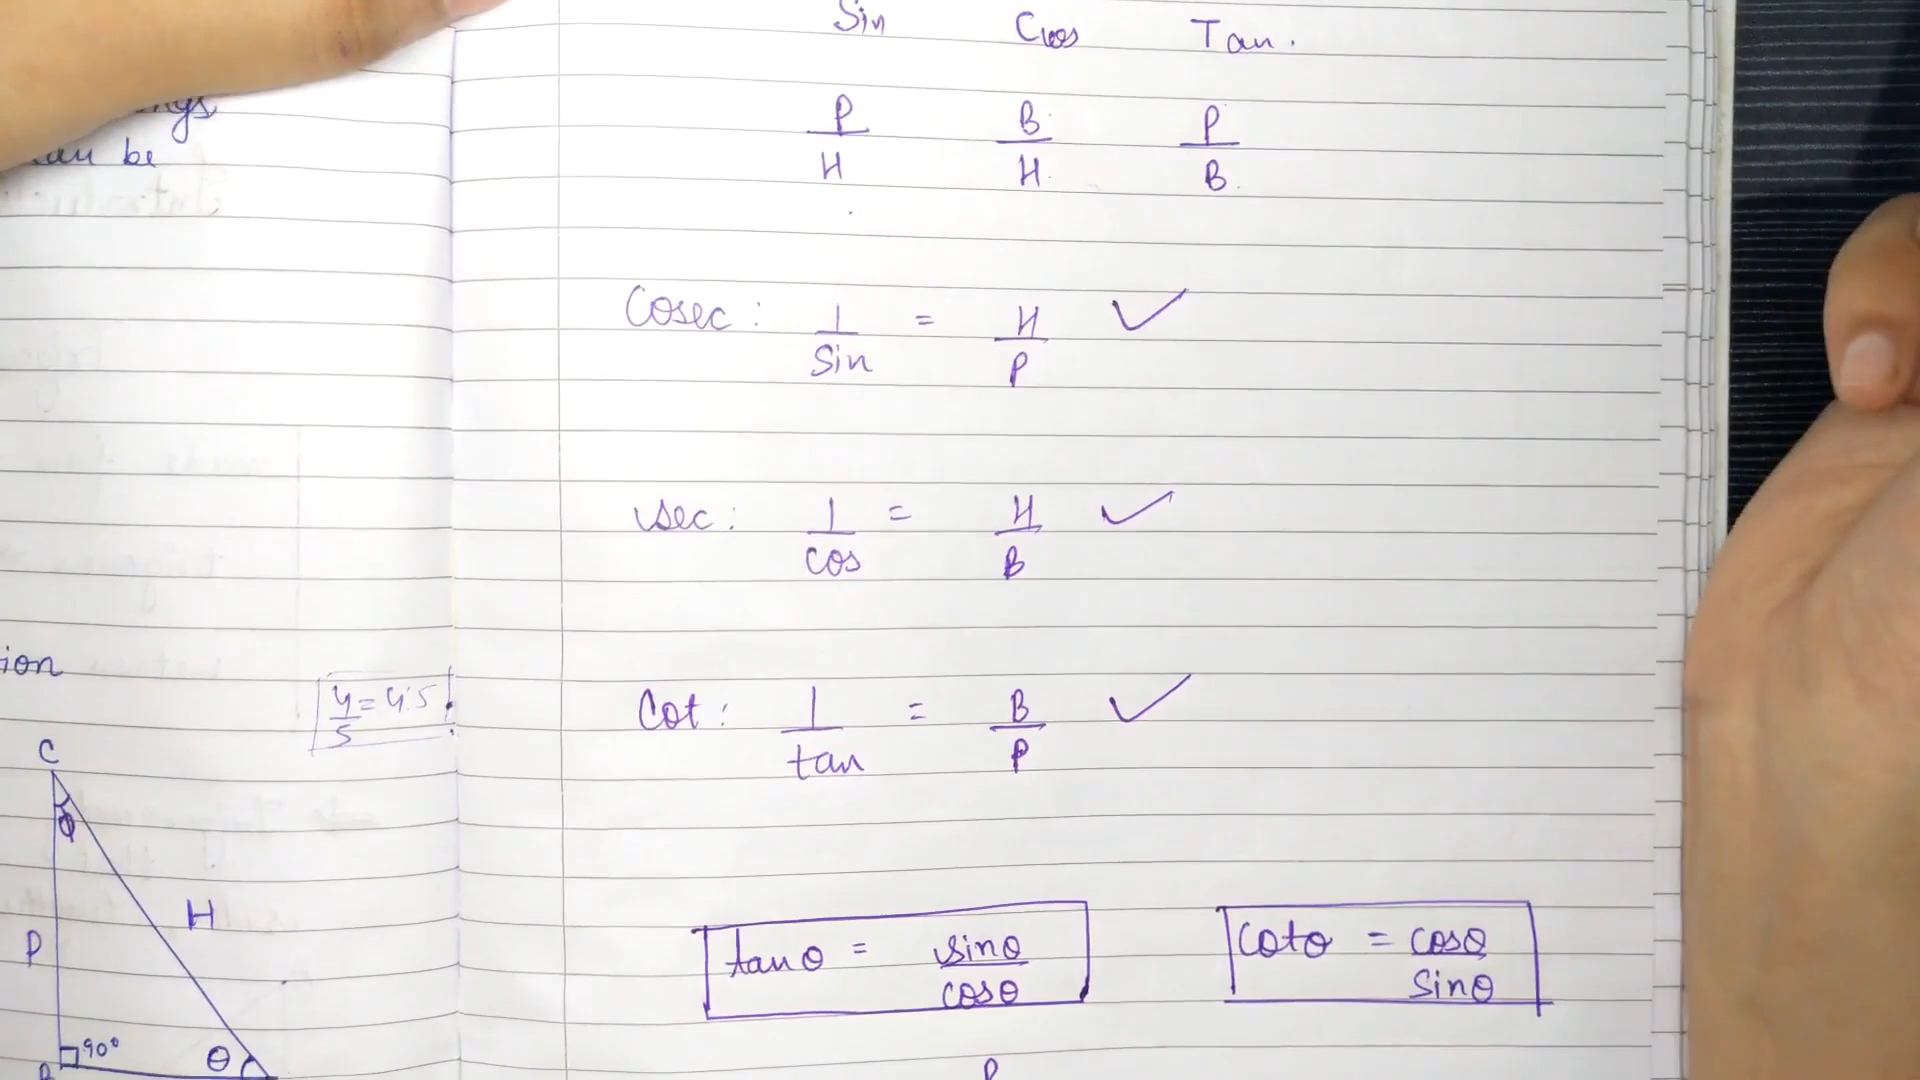 be
ion
4/5 = 4.5
C
φ
H
P
90°
θ
Sin Cos Tan.
P/H B/H P/B
Cosec : 1/Sin = H/P ✓
sec : 1/cos = H/B ✓
Cot : 1/tan = B/P ✓
tanθ = sinθ/cosθ cotθ = cosθ/sinθ